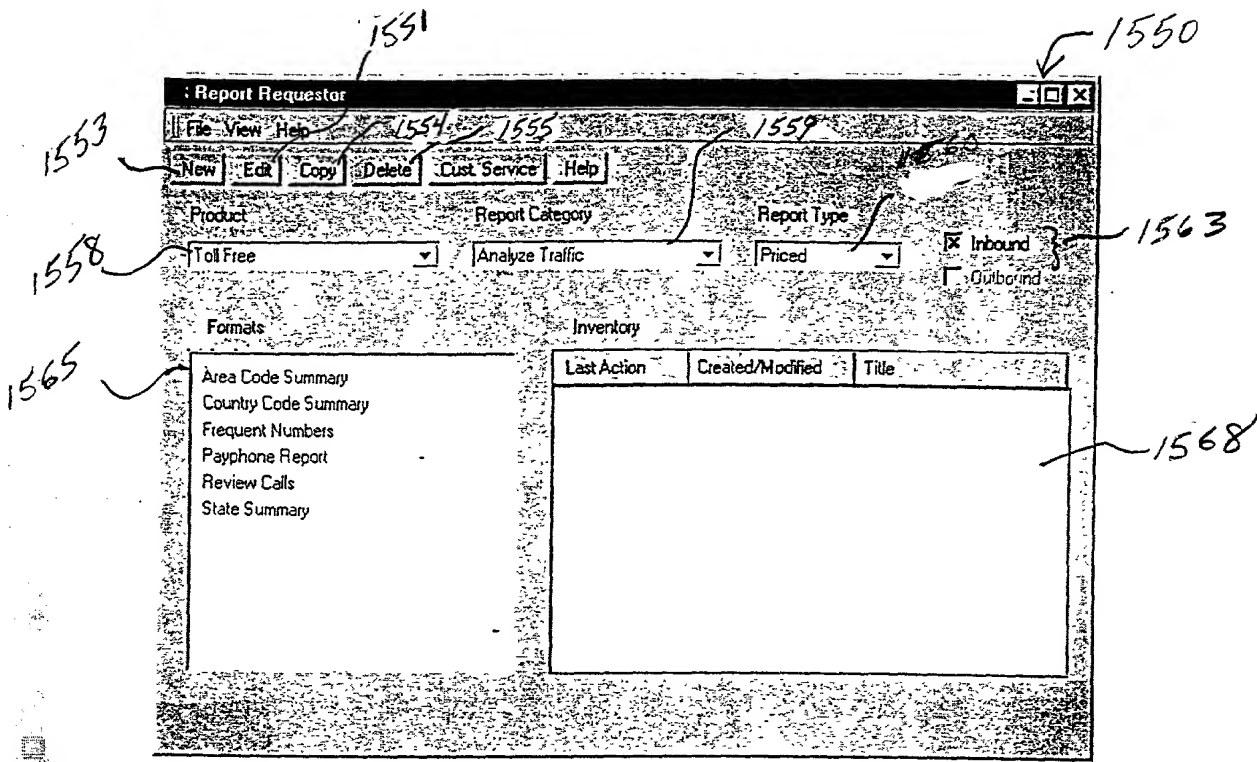 1551
1550
: Report Requestor
File View Help
1554 1555 1559
1553
New Edit Copy Delete Cust. Service Help
Product Report Category Report Type
1558
Toll Free Analyze Traffic Priced
Inbound
1563
Outbound
Formats Inventory
1565
Last Action Created/Modified Title
Area Code Summary
Country Code Summary
Frequent Numbers
Payphone Report
Review Calls
State Summary
1568